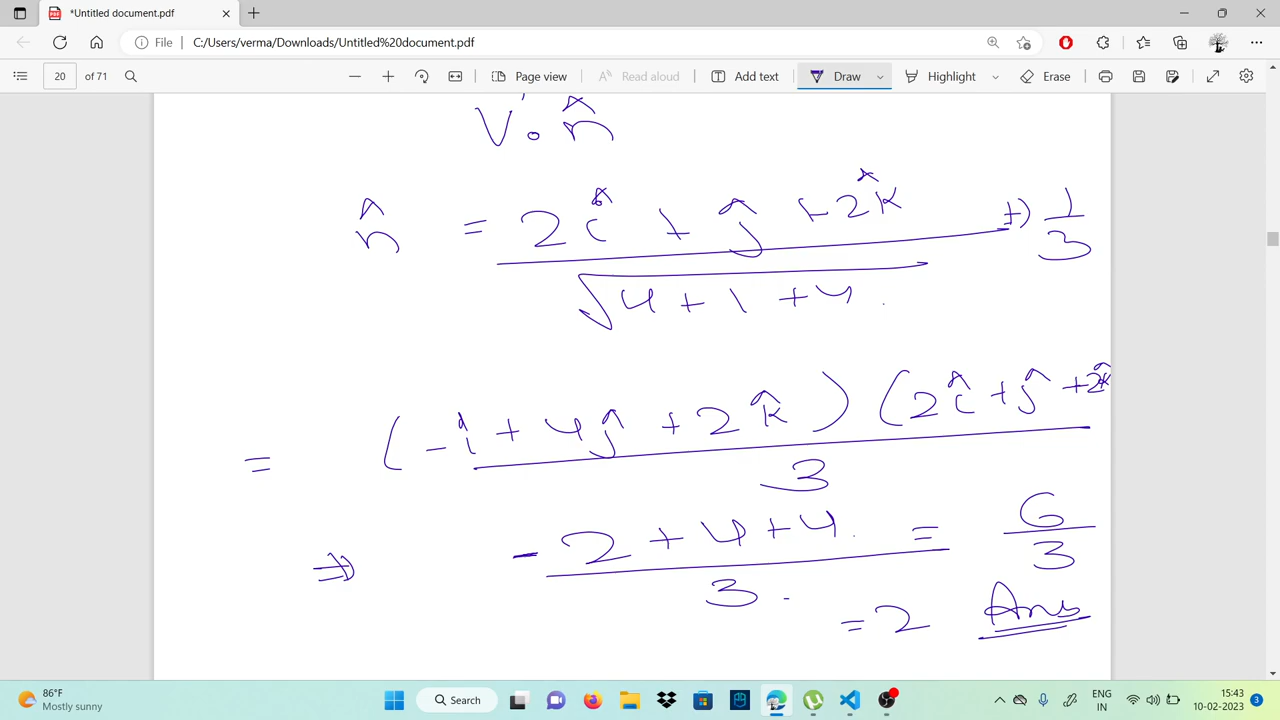 *Untitled document.pdf
File C:/Users/verma/Downloads/Untitled%20document.pdf
20 of 71 Page view Read aloud Add text Draw Highlight Erase
V . n̂
n̂ = 2î + ĵ + 2k̂ ⇒ 1
√4 + 1 + 4 3
= (-î + 4ĵ + 2k̂) (2î + ĵ + 2k̂
3
⇒ -2 + 4 + 4 = 6
3 3
= 2 Ans
86°F
Mostly sunny
Search
ENG
IN
15:43
10-02-2023
3